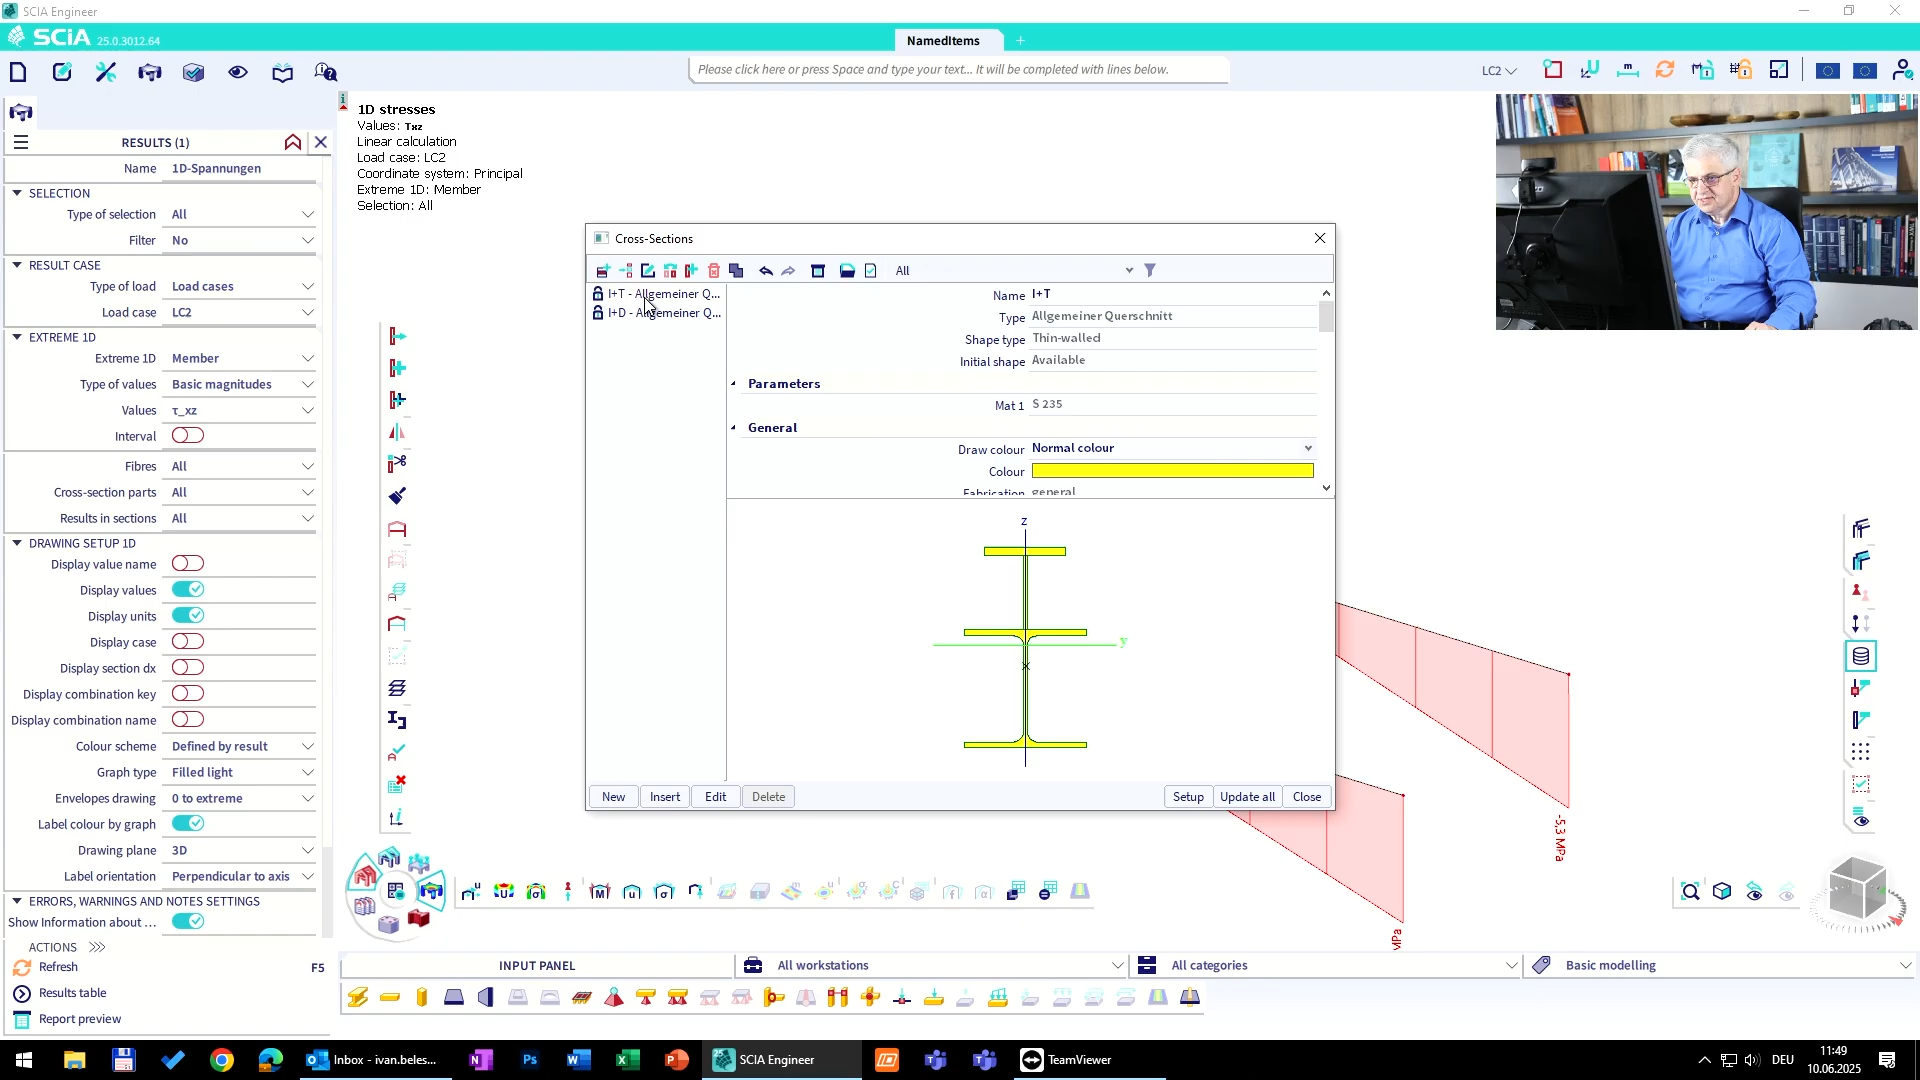 SCIA Engineer
SCiA 25.0.3012.64
NamedItems
Please click here or press Space and type your text... It will be completed with lines below.
LC2
RESULTS (1)
Name 1D-Spannungen
SELECTION
Type of selection All
Filter No
RESULT CASE
Type of load Load cases
Load case LC2
EXTREME 1D
Extreme 1D Member
Type of values Basic magnitudes
Values τ_xz
Interval
Fibres All
Cross-section parts All
Results in sections All
DRAWING SETUP 1D
Display value name
Display values
Display units
Display case
Display section dx
Display combination key
Display combination name
Colour scheme Defined by result
Graph type Filled light
Envelopes drawing 0 to extreme
Label colour by graph
Drawing plane 3D
Label orientation Perpendicular to axis
ERRORS, WARNINGS AND NOTES SETTINGS
Show Information about ...
ACTIONS
Refresh F5
Results table
Report preview
1D stresses
Values: τxz
Linear calculation
Load case: LC2
Coordinate system: Principal
Extreme 1D: Member
Selection: All
Cross-Sections
All
I+T - Allgemeiner Q...
I+D - Allgemeiner Q...
Name I+T
Type Allgemeiner Querschnitt
Shape type Thin-walled
Initial shape Available
Parameters
Mat 1 S 235
General
Draw colour Normal colour
Colour
Fabrication general
z
y
New Insert Edit Delete Setup Update all Close
-5,3 MPa
MPa
INPUT PANEL
All workstations
All categories
Basic modelling
Inbox - ivan.beles...
SCIA Engineer
TeamViewer
DEU
11:49
10.06.2025